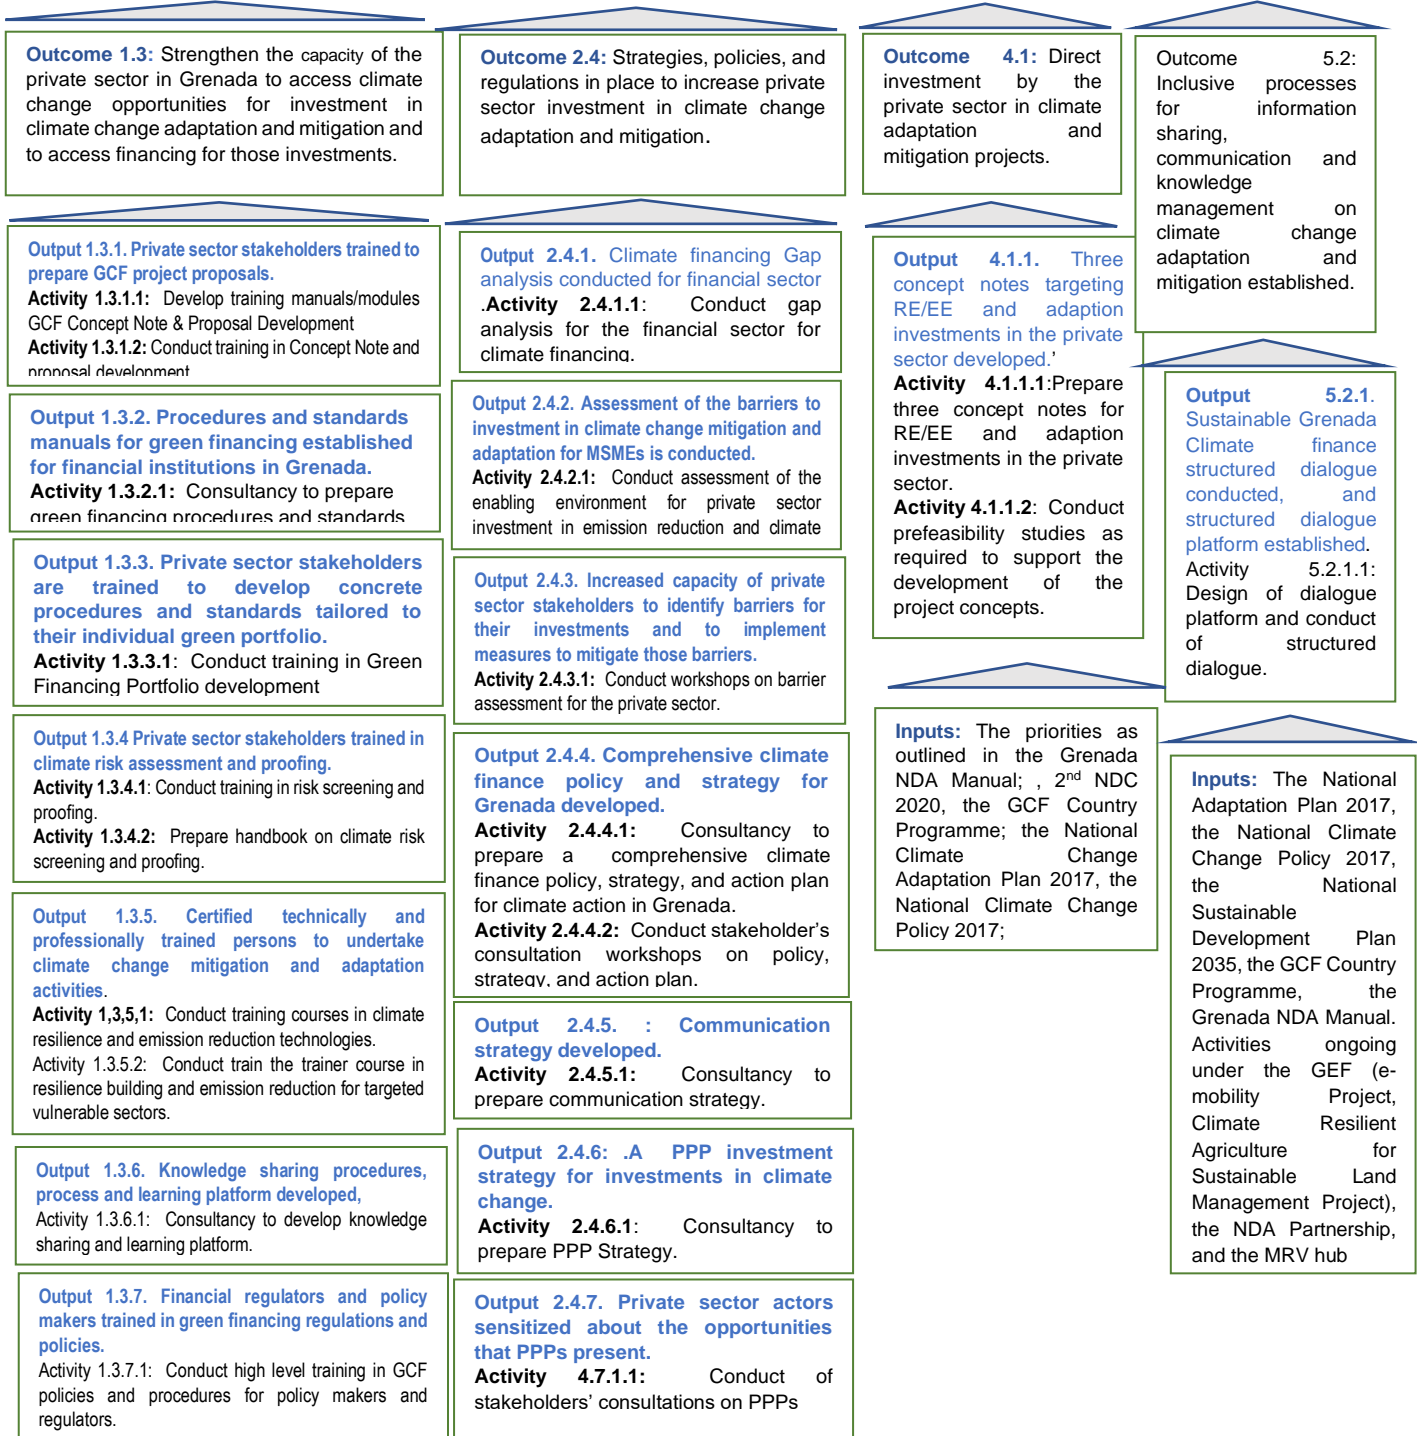 Outcome 1.3: Strengthen the capacity of the
private sector in Grenada to access climate
change opportunities for investment in
climate change adaptation and mitigation and
to access financing for those investments.
Output 1.3.1. Private sector stakeholders trained to
prepare GCF project proposals.
Activity 1.3.1.1: Develop training manuals/modules
GCF Concept Note & Proposal Development
Activity 1.3.1.2: Conduct training in Concept Note and
proposal development
Output 1.3.2. Procedures and standards
manuals for green financing established
for financial institutions in Grenada.
Activity 1.3.2.1: Consultancy to prepare
green financing procedures and standards
Output 1.3.3. Private sector stakeholders
are trained to develop concrete
procedures and standards tailored to
their individual green portfolio.
Activity 1.3.3.1: Conduct training in Green
Financing Portfolio development
Output 1.3.4 Private sector stakeholders trained in
climate risk assessment and proofing.
Activity 1.3.4.1: Conduct training in risk screening and
proofing.
Activity 1.3.4.2: Prepare handbook on climate risk
screening and proofing.
Output 1.3.5. Certified technically and
professionally trained persons to undertake
climate change mitigation and adaptation
activities.
Activity 1,3,5,1: Conduct training courses in climate
resilience and emission reduction technologies.
Activity 1.3.5.2: Conduct train the trainer course in
resilience building and emission reduction for targeted
vulnerable sectors.
Output 1.3.6. Knowledge sharing procedures,
process and learning platform developed,
Activity 1.3.6.1: Consultancy to develop knowledge
sharing and learning platform.
Output 1.3.7. Financial regulators and policy
makers trained in green financing regulations and
policies.
Activity 1.3.7.1: Conduct high level training in GCF
policies and procedures for policy makers and
regulators.
Outcome 2.4: Strategies, policies, and
regulations in place to increase private
sector investment in climate change
adaptation and mitigation.
Output 2.4.1. Climate financing Gap
analysis conducted for financial sector
.Activity 2.4.1.1: Conduct gap
analysis for the financial sector for
climate financing.
Output 2.4.2. Assessment of the barriers to
investment in climate change mitigation and
adaptation for MSMEs is conducted.
Activity 2.4.2.1: Conduct assessment of the
enabling environment for private sector
investment in emission reduction and climate
Output 2.4.3. Increased capacity of private
sector stakeholders to identify barriers for
their investments and to implement
measures to mitigate those barriers.
Activity 2.4.3.1: Conduct workshops on barrier
assessment for the private sector.
Output 2.4.4. Comprehensive climate
finance policy and strategy for
Grenada developed.
Activity 2.4.4.1: Consultancy to
prepare a comprehensive climate
finance policy, strategy, and action plan
for climate action in Grenada.
Activity 2.4.4.2: Conduct stakeholder's
consultation workshops on policy,
strategy, and action plan.
Output 2.4.5. : Communication
strategy developed.
Activity 2.4.5.1: Consultancy to
prepare communication strategy.
Output 2.4.6: .A PPP investment
strategy for investments in climate
change.
Activity 2.4.6.1: Consultancy to
prepare PPP Strategy.
Output 2.4.7. Private sector actors
sensitized about the opportunities
that PPPs present.
Activity 4.7.1.1: Conduct of
stakeholders' consultations on PPPs
Outcome 4.1: Direct
investment by the
private sector in climate
adaptation and
mitigation projects.
Output 4.1.1. Three
concept notes targeting
RE/EE and adaption
investments in the private
sector developed.'
Activity 4.1.1.1:Prepare
three concept notes for
RE/EE and adaption
investments in the private
sector.
Activity 4.1.1.2: Conduct
prefeasibility studies as
required to support the
development of the
project concepts.
Inputs: The priorities as
outlined in the Grenada
NDA Manual; , 2nd NDC
2020, the GCF Country
Programme; the National
Climate Change
Adaptation Plan 2017, the
National Climate Change
Policy 2017;
Outcome 5.2:
Inclusive processes
for information
sharing,
communication and
knowledge
management on
climate change
adaptation and
mitigation established.
Output 5.2.1.
Sustainable Grenada
Climate finance
structured dialogue
conducted, and
structured dialogue
platform established.
Activity 5.2.1.1:
Design of dialogue
platform and conduct
of structured
dialogue.
Inputs: The National
Adaptation Plan 2017,
the National Climate
Change Policy 2017,
the National
Sustainable
Development Plan
2035, the GCF Country
Programme, the
Grenada NDA Manual.
Activities ongoing
under the GEF (e-
mobility Project,
Climate Resilient
Agriculture for
Sustainable Land
Management Project),
the NDA Partnership,
and the MRV hub